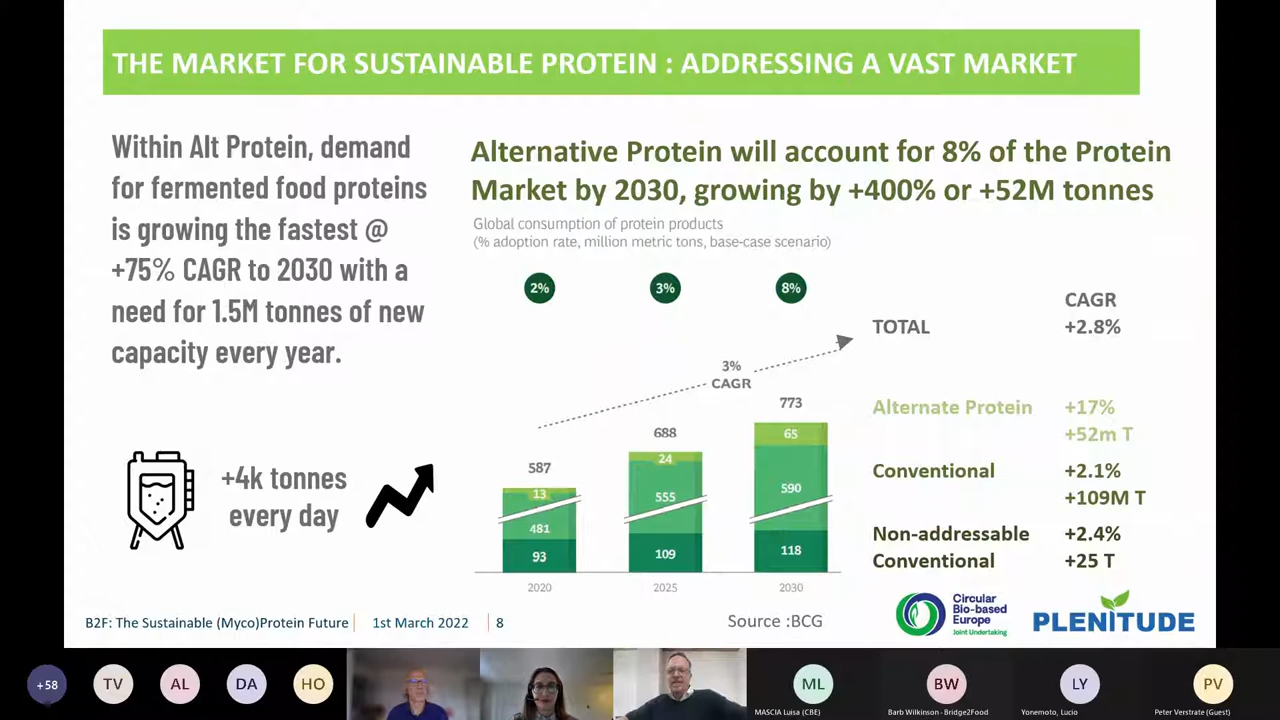 THE MARKET FOR SUSTAINABLE PROTEIN : ADDRESSING A VAST MARKET
Within Alt Protein, demand
for fermented food proteins
is growing the fastest @
+75% CAGR to 2030 with a
need for 1.5M tonnes of new
capacity every year.
+4k tonnes
every day
Alternative Protein will account for 8% of the Protein
Market by 2030, growing by +400% or +52M tonnes
Global consumption of protein products
(% adoption rate, million metric tons, base-case scenario)
2% 3% 8%
3%
CAGR
587 688 773
13 24 65
481 555 590
93 109 118
2020 2025 2030
CAGR
TOTAL +2.8%
Alternate Protein +17%
+52m T
Conventional +2.1%
+109M T
Non-addressable +2.4%
Conventional +25 T
B2F: The Sustainable (Myco)Protein Future 1st March 2022 8
Source :BCG
Circular
Bio-based
Europe
Joint Undertaking
PLENITUDE
+58 TV AL DA HO ML BW LY PV
MASCIA Luisa (CBE) Barb Wilkinson - Bridge2Food Yonemoto, Lucio Peter Verstrate (Guest)